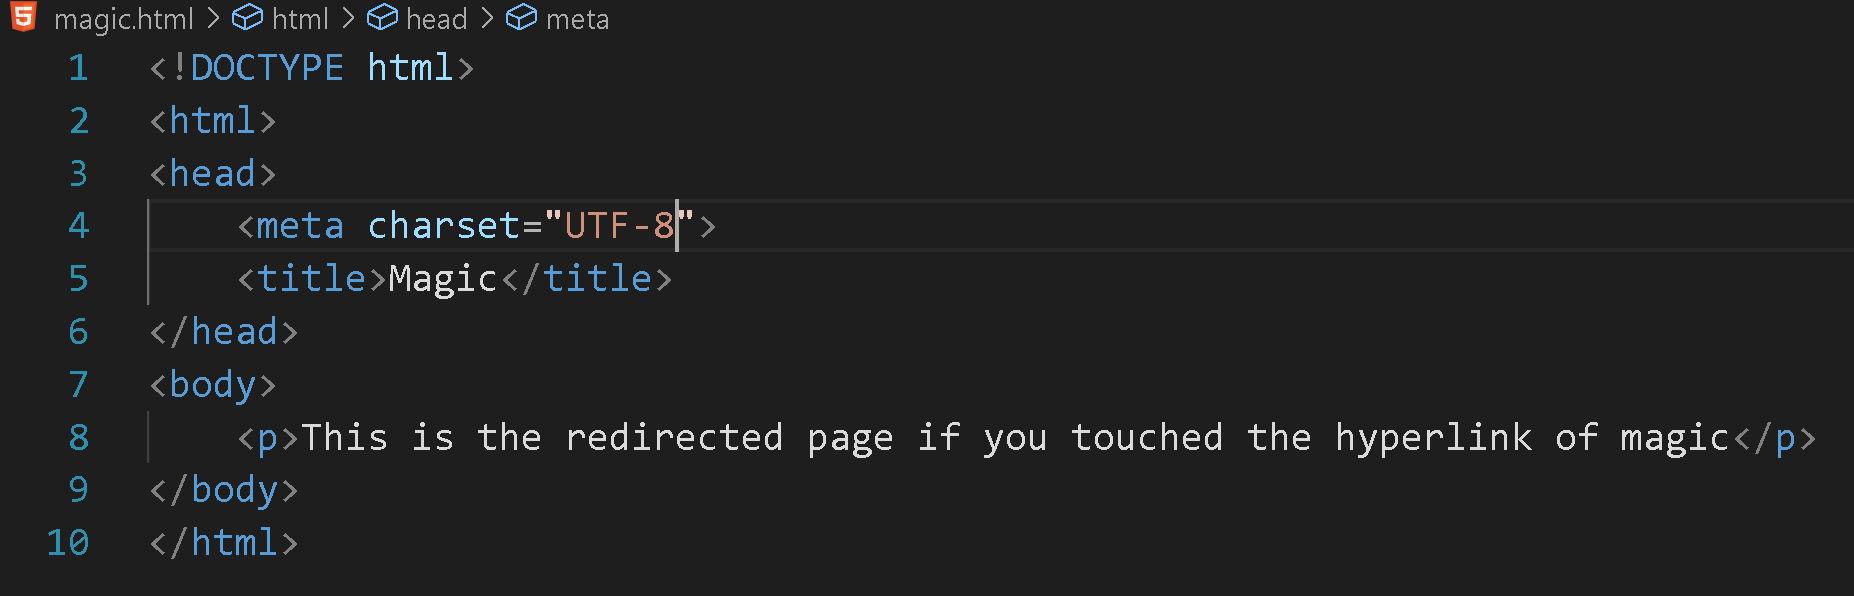 magic.html > html > head > meta
1 <!DOCTYPE html>
2 <html>
3 <head>
4     <meta charset="UTF-8">
5     <title>Magic</title>
6 </head>
7 <body>
8     <p>This is the redirected page if you touched the hyperlink of magic</p>
9 </body>
10 </html>